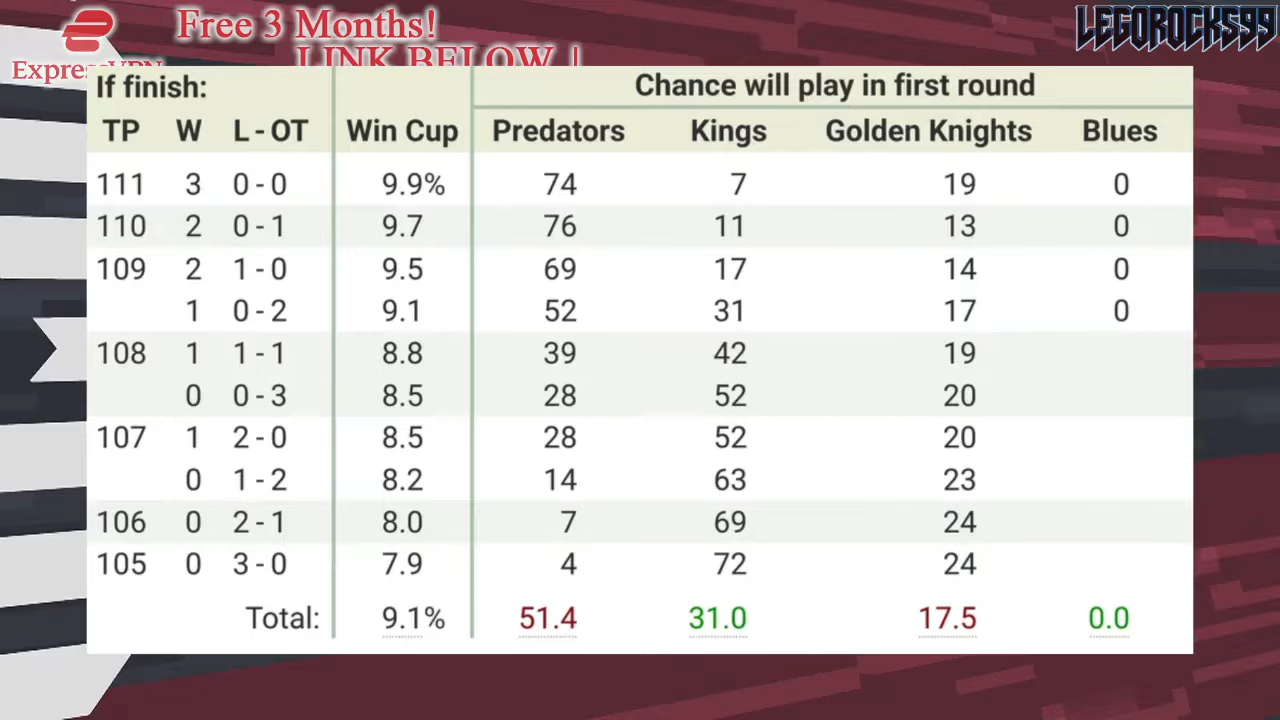 Free 3 Months!
LEGOROCKS99
LINK BELOW
ExpressVPN
If finish:
Chance will play in first round
TP W L - OT Win Cup Predators Kings Golden Knights Blues
111 3 0 - 0 9.9% 74 7 19 0
110 2 0 - 1 9.7 76 11 13 0
109 2 1 - 0 9.5 69 17 14 0
1 0 - 2 9.1 52 31 17 0
108 1 1 - 1 8.8 39 42 19
0 0 - 3 8.5 28 52 20
107 1 2 - 0 8.5 28 52 20
0 1 - 2 8.2 14 63 23
106 0 2 - 1 8.0 7 69 24
105 0 3 - 0 7.9 4 72 24
Total: 9.1% 51.4 31.0 17.5 0.0